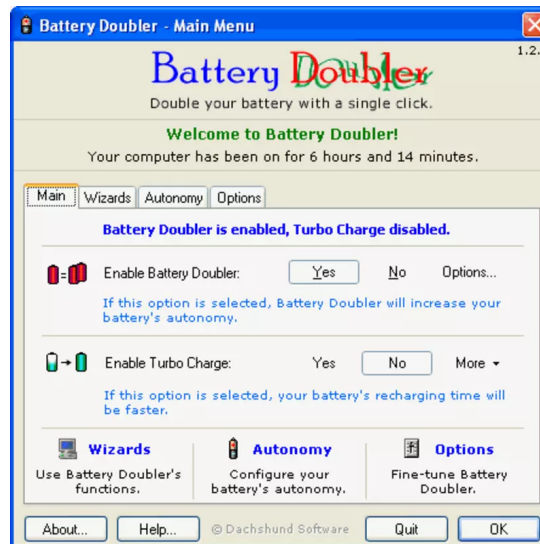 Battery Doubler - Main Menu
1.2.
Battery Doubler
Double your battery with a single click.
Welcome to Battery Doubler!
Your computer has been on for 6 hours and 14 minutes.
Main Wizards Autonomy Options
Battery Doubler is enabled, Turbo Charge disabled.
Enable Battery Doubler: Yes No Options...
If this option is selected, Battery Doubler will increase your
battery's autonomy.
Enable Turbo Charge: Yes No More
If this option is selected, your battery's recharging time will
be faster.
Wizards Autonomy Options
Use Battery Doubler's Configure your Fine-tune Battery
functions. battery's autonomy. Doubler.
About... Help... © Dachshund Software Quit OK